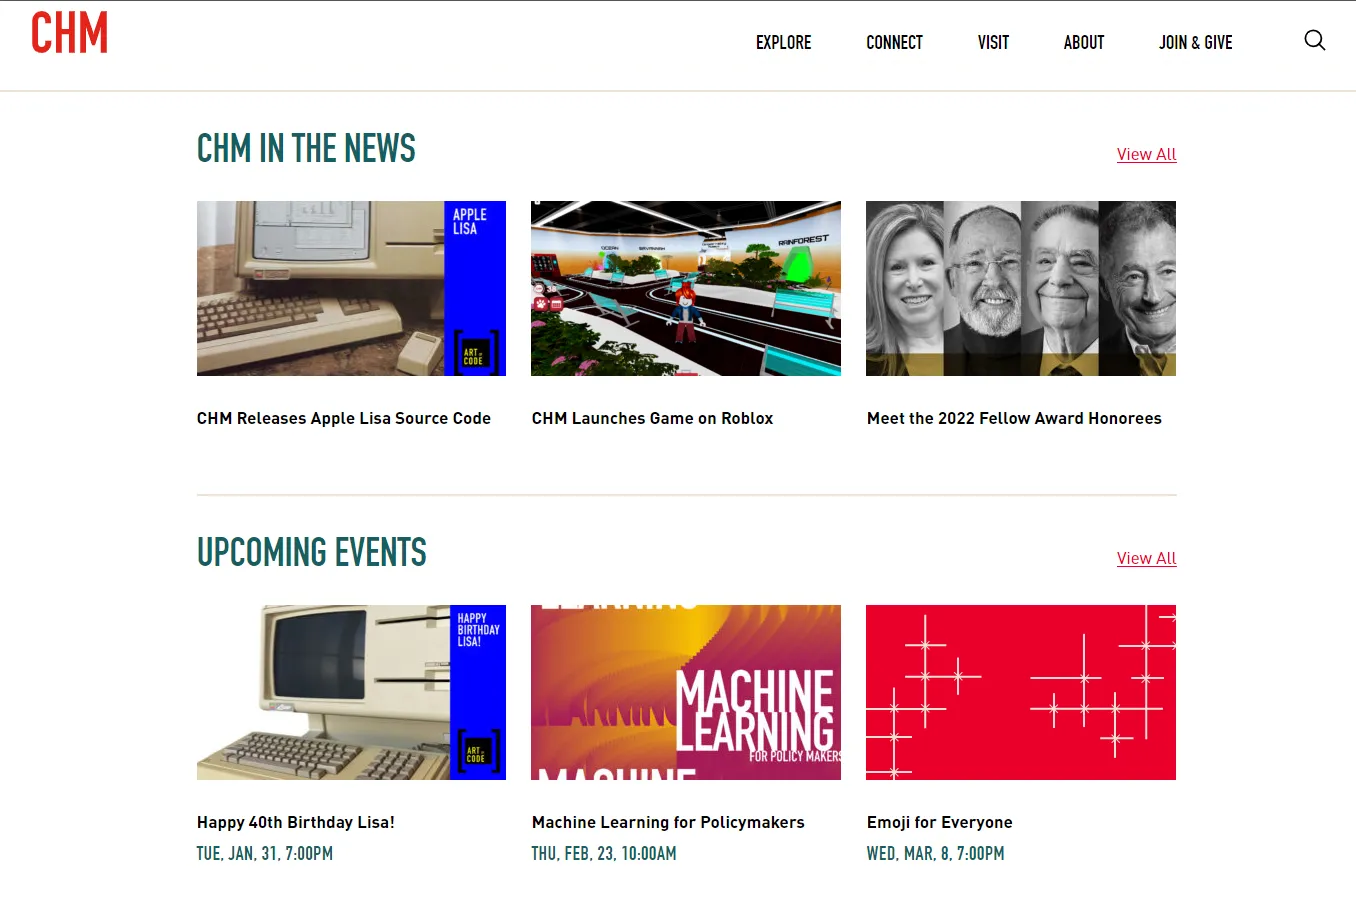 CHM
EXPLORE
CONNECT
VISIT
ABOUT
JOIN & GIVE
CHM IN THE NEWS
View All
APPLE
LISA
ART
CODE
OCEAN
RAINFOREST
CHM Releases Apple Lisa Source Code
CHM Launches Game on Roblox
Meet the 2022 Fellow Award Honorees
UPCOMING EVENTS
View All
HAPPY
BIRTHDAY
LISA!
ART
CODE
LEARNING
MACHINE
LEARNING
FOR POLICY MAKERS
MACHINE
Happy 40th Birthday Lisa!
TUE, JAN, 31, 7:00PM
Machine Learning for Policymakers
THU, FEB, 23, 10:00AM
Emoji for Everyone
WED, MAR, 8, 7:00PM